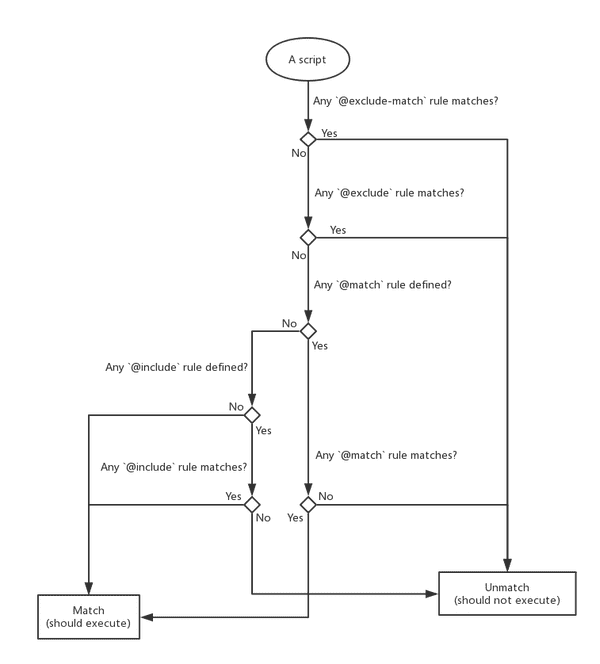 A script
Any `@exclude-match` rule matches?
Yes
No
Any `@exclude` rule matches?
Yes
No
Any `@match` rule defined?
No
Yes
Any `@include` rule defined?
No
Yes
Any `@match` rule matches?
Any `@include` rule matches?
Yes
No
Yes
No
Unmatch
(should not execute)
Match
(should execute)